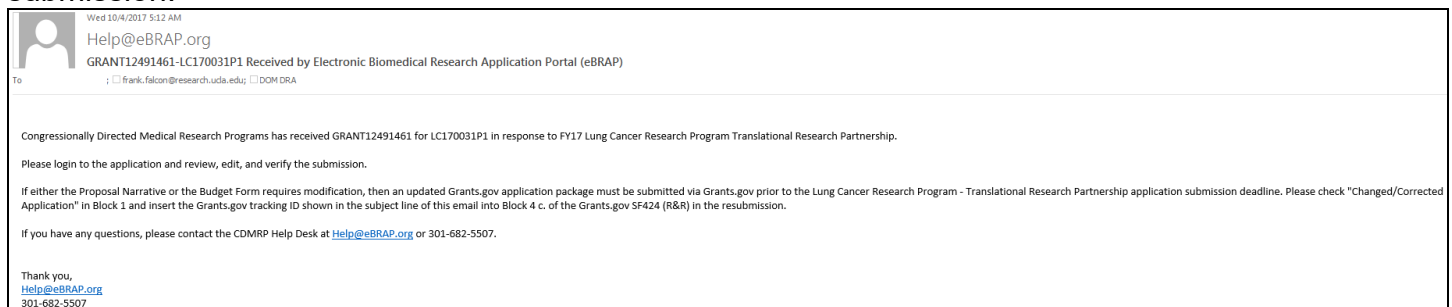 submission.
Wed 10/4/2017 5:12 AM
Help@eBRAP.org
GRANT12491461-LC170031P1 Received by Electronic Biomedical Research Application Portal (eBRAP)
To ; frank.falcon@research.ucla.edu; DOM DRA
Congressionally Directed Medical Research Programs has received GRANT12491461 for LC170031P1 in response to FY17 Lung Cancer Research Program Translational Research Partnership.
Please login to the application and review, edit, and verify the submission.
If either the Proposal Narrative or the Budget Form requires modification, then an updated Grants.gov application package must be submitted via Grants.gov prior to the Lung Cancer Research Program - Translational Research Partnership application submission deadline. Please check "Changed/Corrected
Application" in Block 1 and insert the Grants.gov tracking ID shown in the subject line of this email into Block 4 c. of the Grants.gov SF424 (R&R) in the resubmission.
If you have any questions, please contact the CDMRP Help Desk at Help@eBRAP.org or 301-682-5507.
Thank you,
Help@eBRAP.org
301-682-5507